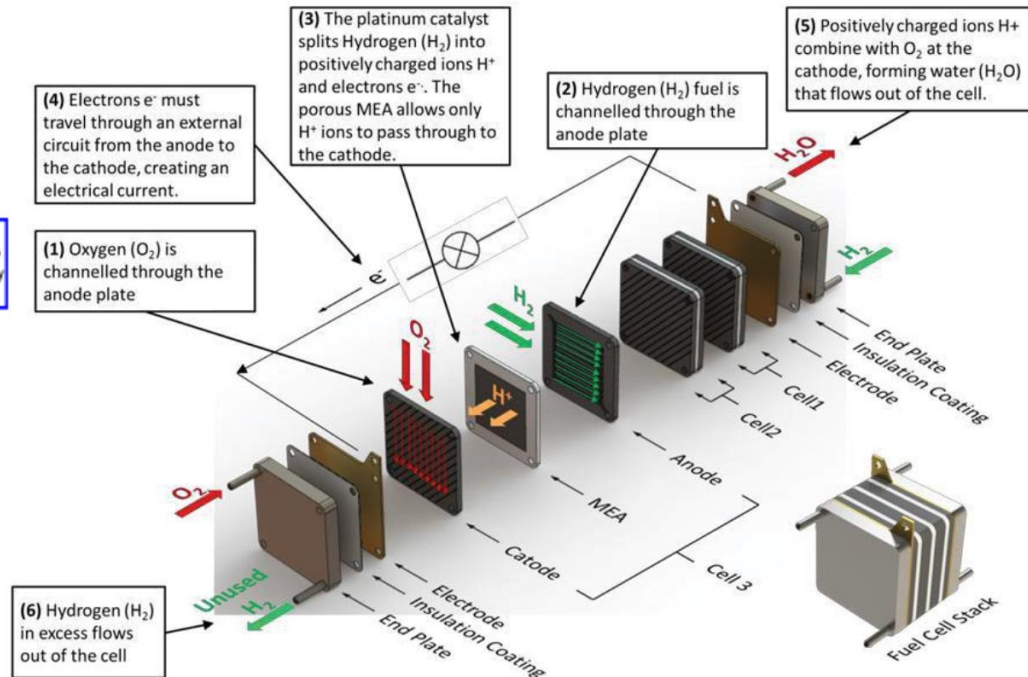 (3) The platinum catalyst
splits Hydrogen (H₂) into
positively charged ions H⁺
and electrons e⁻. The
porous MEA allows only
H⁺ ions to pass through to
the cathode.
(5) Positively charged ions H+
combine with O₂ at the
cathode, forming water (H₂O)
that flows out of the cell.
(4) Electrons e⁻ must
travel through an external
circuit from the anode to
the cathode, creating an
electrical current.
(2) Hydrogen (H₂) fuel is
channelled through the
anode plate
(1) Oxygen (O₂) is
channelled through the
anode plate
H₂O
H₂
e⁻
H₂
O₂
H⁺
O₂
End Plate
Insulation Coating
Electrode
Cell1
Cell2
Anode
MEA
Catode
Cell 3
Electrode
Insulation Coating
End Plate
Unused
H₂
(6) Hydrogen (H₂)
in excess flows
out of the cell
Fuel Cell Stack